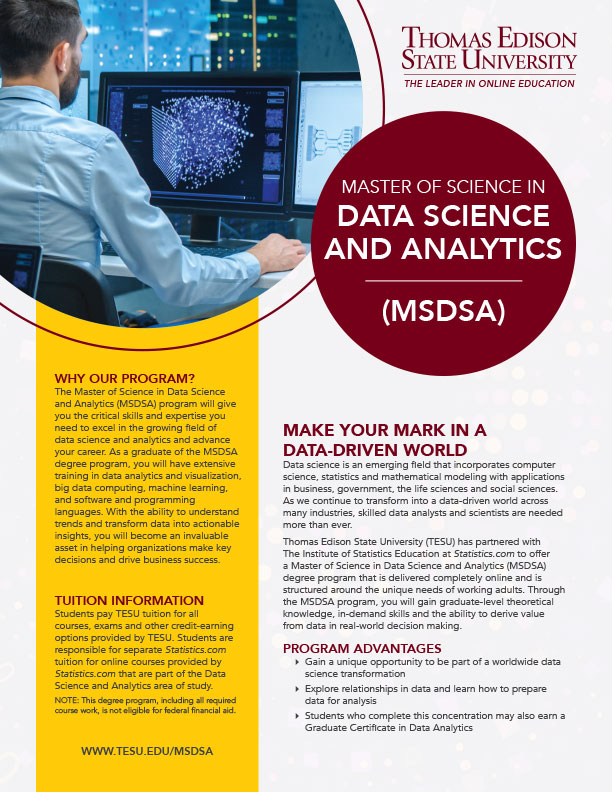 THOMAS EDISON
STATE UNIVERSITY
THE LEADER IN ONLINE EDUCATION
MASTER OF SCIENCE IN
DATA SCIENCE
AND ANALYTICS
(MSDSA)
WHY OUR PROGRAM?
The Master of Science in Data Science
and Analytics (MSDSA) program will give
you the critical skills and expertise you
need to excel in the growing field of
data science and analytics and advance
your career. As a graduate of the MSDSA
degree program, you will have extensive
training in data analytics and visualization,
big data computing, machine learning,
and software and programming
languages. With the ability to understand
trends and transform data into actionable
insights, you will become an invaluable
asset in helping organizations make key
decisions and drive business success.
TUITION INFORMATION
Students pay TESU tuition for all
courses, exams and other credit-earning
options provided by TESU. Students are
responsible for separate Statistics.com
tuition for online courses provided by
Statistics.com that are part of the Data
Science and Analytics area of study.
NOTE: This degree program, including all required
course work, is not eligible for federal financial aid.
WWW.TESU.EDU/MSDSA
MAKE YOUR MARK IN A
DATA-DRIVEN WORLD
Data science is an emerging field that incorporates computer
science, statistics and mathematical modeling with applications
in business, government, the life sciences and social sciences.
As we continue to transform into a data-driven world across
many industries, skilled data analysts and scientists are needed
more than ever.
Thomas Edison State University (TESU) has partnered with
The Institute of Statistics Education at Statistics.com to offer
a Master of Science in Data Science and Analytics (MSDSA)
degree program that is delivered completely online and is
structured around the unique needs of working adults. Through
the MSDSA program, you will gain graduate-level theoretical
knowledge, in-demand skills and the ability to derive value
from data in real-world decision making.
PROGRAM ADVANTAGES
Gain a unique opportunity to be part of a worldwide data
science transformation
Explore relationships in data and learn how to prepare
data for analysis
Students who complete this concentration may also earn a
Graduate Certificate in Data Analytics